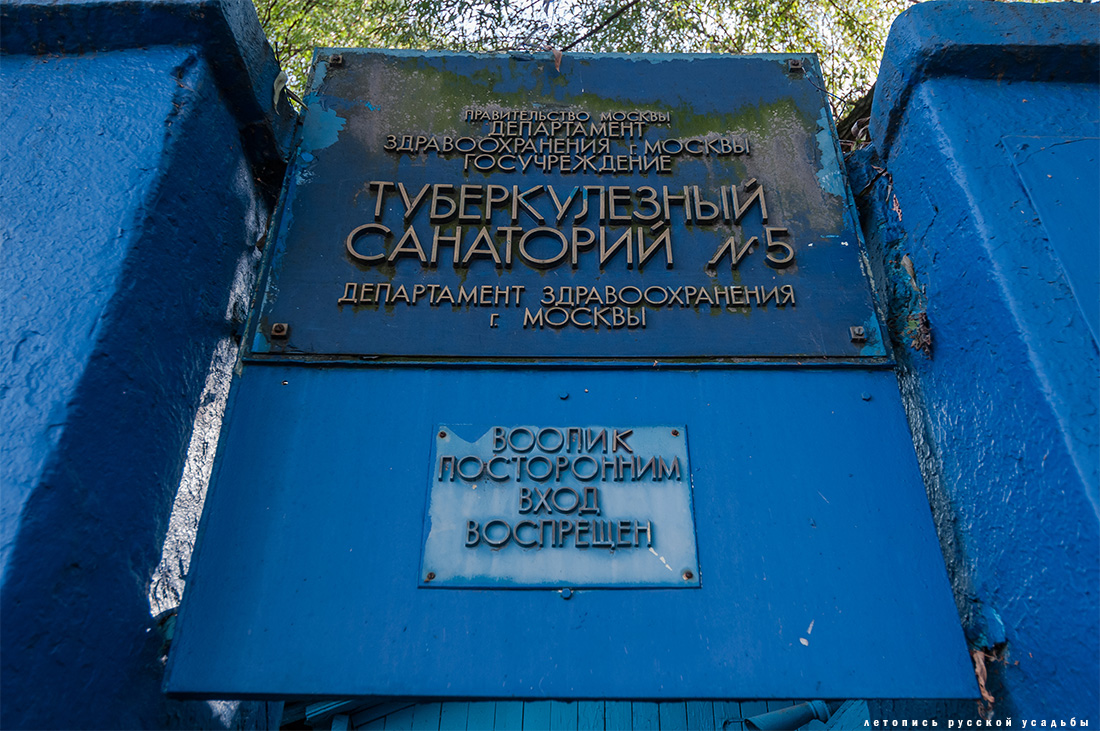 ПРАВИТЕЛЬСТВО МОСКВЫ
ДЕПАРТАМЕНТ
ЗДРАВООХРАНЕНИЯ г. МОСКВЫ
ГОСУЧРЕЖДЕНИЕ
ТУБЕРКУЛЕЗНЫЙ
САНАТОРИЙ №5
ДЕПАРТАМЕНТ ЗДРАВООХРАНЕНИЯ
г. МОСКВЫ
ВООПИК
ПОСТОРОННИМ
ВХОД
ВОСПРЕЩЕН
летопись русской усадьбы